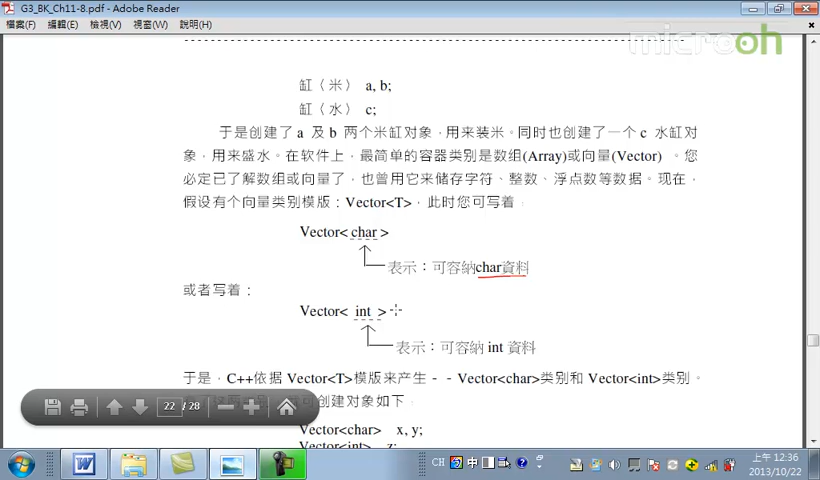 G3_BK_Ch11-8.pdf - Adobe Reader
檔案(F) 編輯(E) 檢視(V) 視窗(W) 說明(H)
microoh
缸〈米〉 a, b;
缸〈水〉 c;
于是创建了 a 及 b 两个米缸对象，用来装米。同时也创建了一个 c 水缸对
象，用来盛水。在软件上，最简单的容器类别是数组(Array)或向量(Vector) 。您
必定已了解数组或向量了，也曾用它来储存字符、整数、浮点数等数据。现在，
假设有个向量类别模版：Vector<T>，此时您可写着：
Vector< char >
表示：可容納char資料
或者写着：
Vector< int >
表示：可容納 int 資料
于是，C++依据 Vector<T>模版来产生－－Vector<char>类别和 Vector<int>类别。
可创建对象如下：
22 / 28
Vector<char> x, y;
Vector<int> z;
CH 中
上午 12:36
2013/10/22